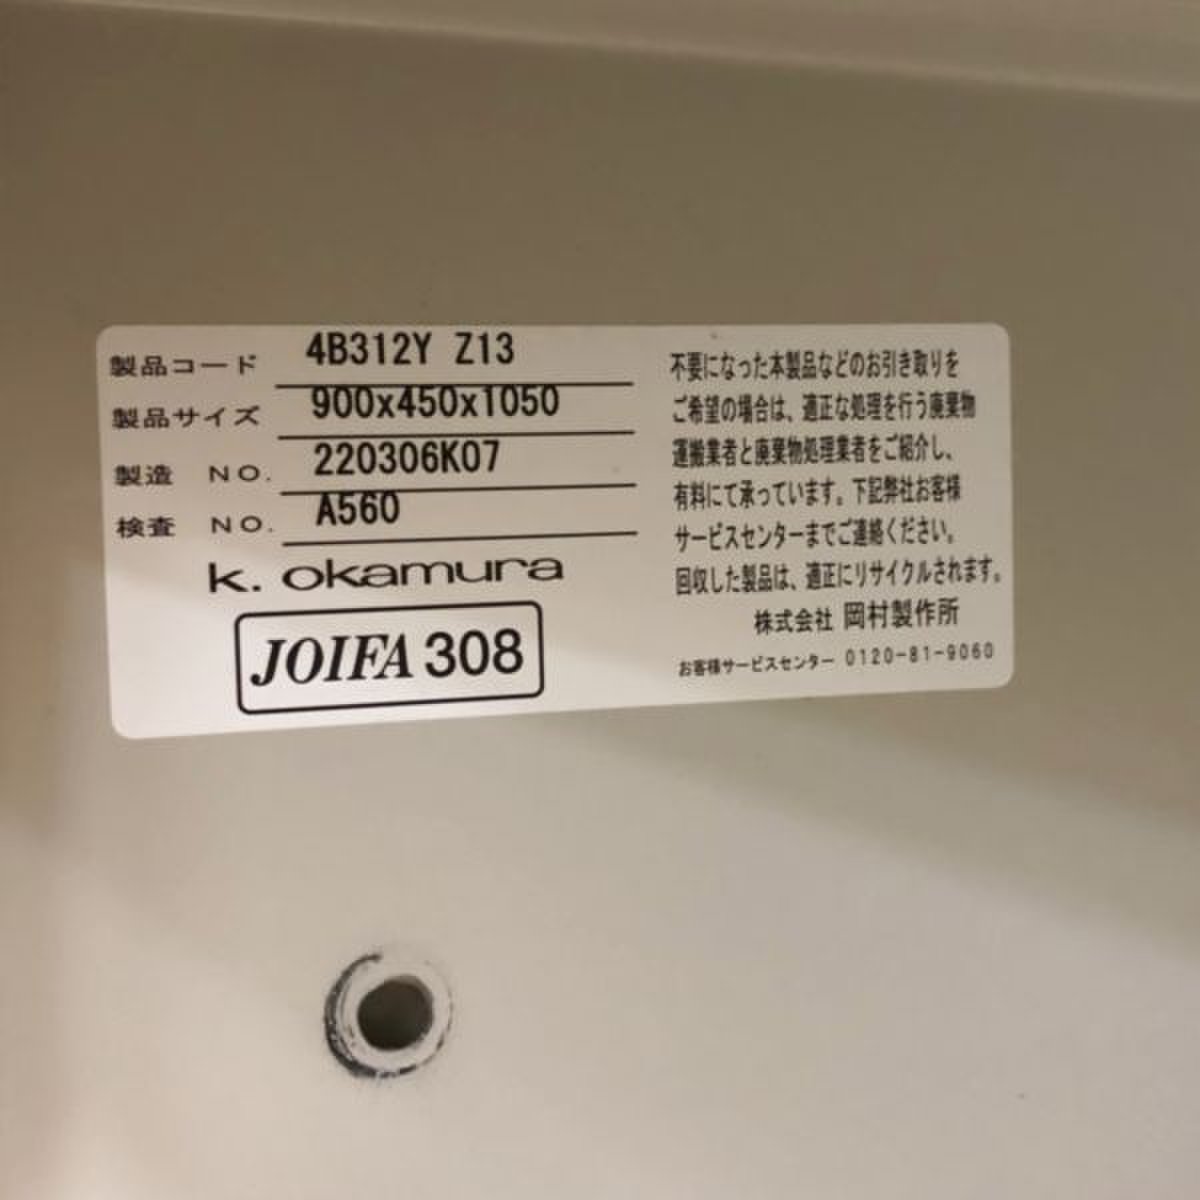 製品コード 4B312Y Z13
製品サイズ 900x450x1050
製造 NO. 220306K07
検査 NO. A560
k. okamura
JOIFA 308
不要になった本製品などのお引き取りを
ご希望の場合は、適正な処理を行う廃棄物
運搬業者と廃棄物処理業者をご紹介し、
有料にて承っています。下記弊社お客様
サービスセンターまでご連絡ください。
回収した製品は、適正にリサイクルされます。
株式会社 岡村製作所
お客様サービスセンター 0120-81-9060